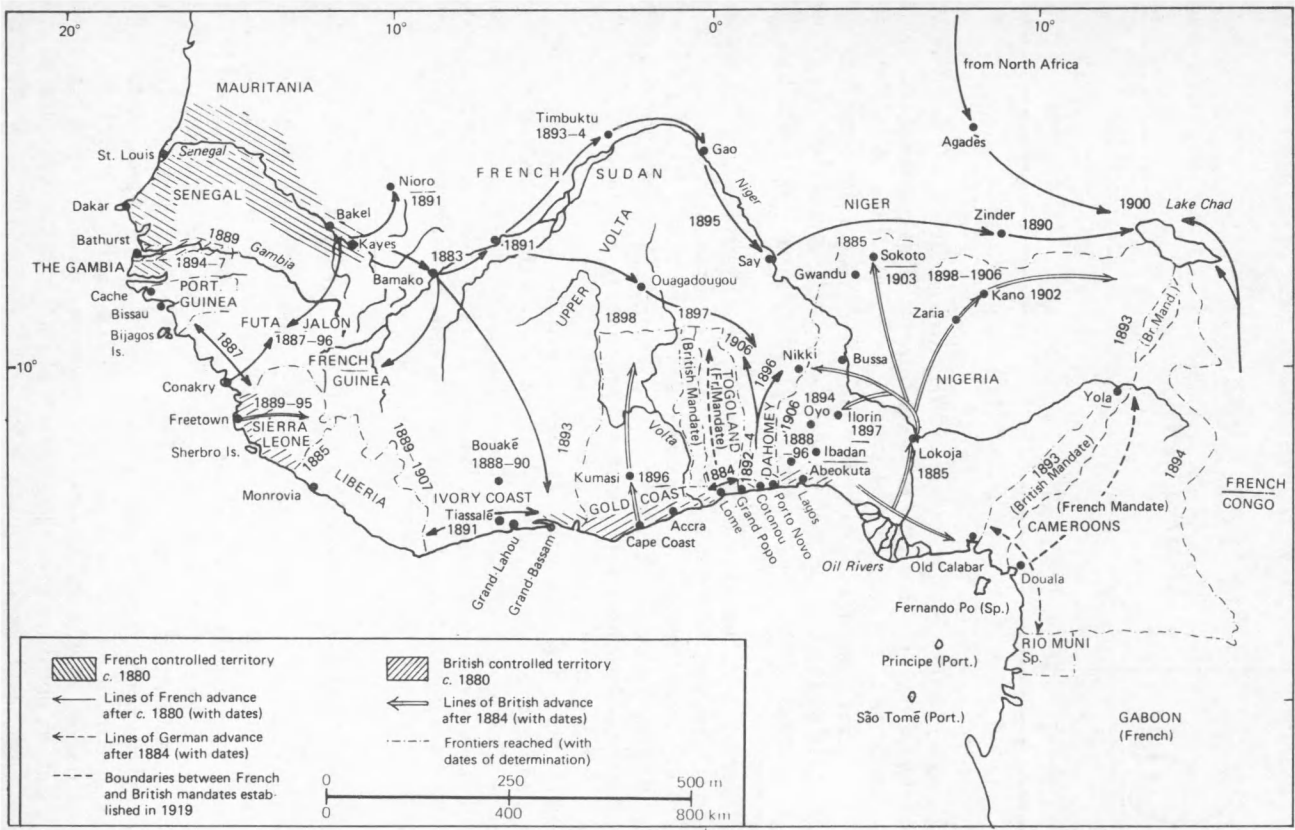 20°
10°
0°
10°
from North Africa
MAURITANIA
Timbuktu
1893–4
Agadès
St. Louis
Senegal
Gao
FRENCH
SUDAN
SENEGAL
Nioro
1891
Niger
Dakar
Bakel
VOLTA
NIGER
Zinder
1900
Lake Chad
1895
1890
Bathurst
1889
Kayes
1883
1891
1885
Sokoto
THE GAMBIA
1894–7
Gambia
Say
1903
1898–1906
PORT.
GUINEA
Bamako
Gwandu
Cache
Ouagadougou
Kano 1902
Bissau
UPPER
Zaria
Bijagos
Is.
FUTA JALON
1887–96
1898
1897
1893
(Br. Mand.)
1887
1906
10°
FRENCH
GUINEA
Nikki
Bussa
(British Mandate)
(Fr. Mandate)
TOGOLAND
1896
NIGERIA
Conakry
1894
Yola
Freetown
1889–95
Oyo
Ilorin
1897
SIERRA
LEONE
1906
Volta
DAHOMEY
Sherbro Is.
1885
1889–1907
Bouaké
1888–90
1893
1892-4
1888
–96
Ibadan
Lokoja
1885
LIBERIA
Kumasi
1896
1884
Abeokuta
1893
(British Mandate)
1894
Monrovia
IVORY COAST
GOLD COAST
FRENCH
CONGO
Tiassalé
1891
Accra
(French Mandate)
CAMEROONS
Cape Coast
Lome
Grand Popo
Cotonou
Porto Novo
Lagos
Grand-Lahou
Grand-Bassam
Oil Rivers
Old Calabar
Douala
Fernando Po (Sp.)
RIO MUNI
Sp.
Principe (Port.)
São Tomé (Port.)
GABOON
(French)
French controlled territory
c. 1880
Lines of French advance
after c. 1880 (with dates)
Lines of German advance
after 1884 (with dates)
Boundaries between French
and British mandates estab-
lished in 1919
British controlled territory
c. 1880
Lines of British advance
after 1884 (with dates)
Frontiers reached (with
dates of determination)
0 250 500 m
0 400 800 km